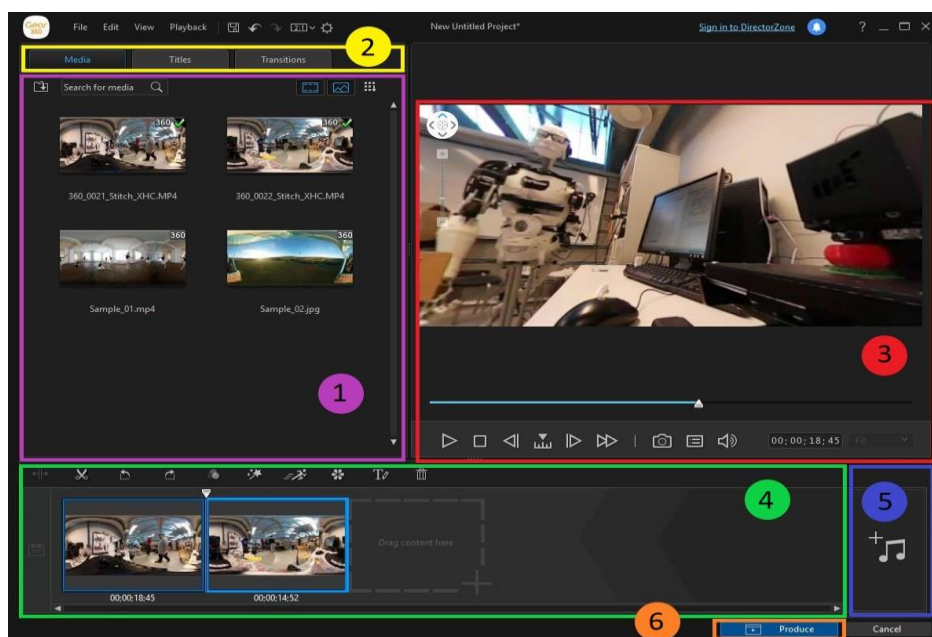 Gear 360 File Edit View Playback New Untitled Project* Sign in to DirectorZone ?
2
Media Titles Transitions
Search for media
360 360
360_0021_Stitch_XHC.MP4 360_0022_Stitch_XHC.MP4
360 360
Sample_01.mp4 Sample_02.jpg
3
1
00; 00; 18; 45 Fit
4 5
Drag content here
00;00;18;45 00;00;14;52
6
Produce Cancel